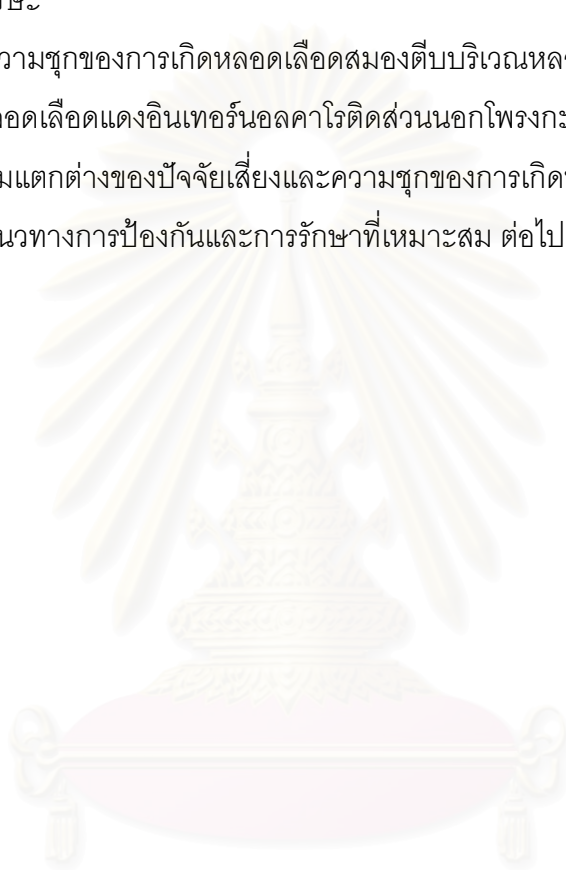 วามชุกของการเกิดหลอดเลือดสมองตีบบริเวณหล
อดเลือดแดงอินเทอร์นอลคาโรติดส่วนนอกโพรงกะ
มแตกต่างของปัจจัยเสี่ยงและความชุกของการเกิด
นวทางการป้องกันและการรักษาที่เหมาะสม ต่อไป